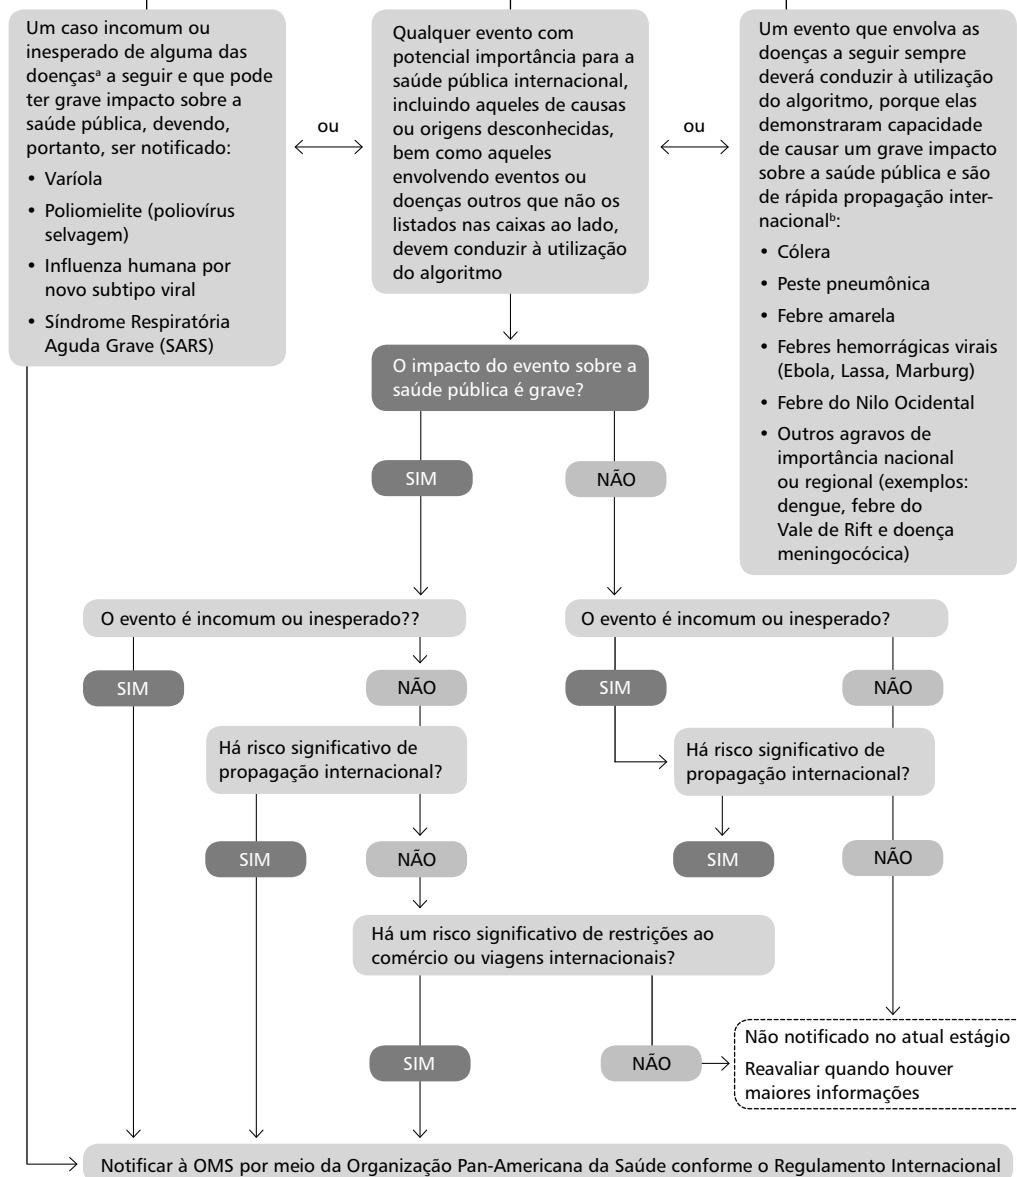 Um caso incomum ou
inesperado de alguma das
doençasª a seguir e que pode
ter grave impacto sobre a
saúde pública, devendo,
portanto, ser notificado:
• Varíola
• Poliomielite (poliovírus
selvagem)
• Influenza humana por
novo subtipo viral
• Síndrome Respiratória
Aguda Grave (SARS)
ou
Qualquer evento com
potencial importância para a
saúde pública internacional,
incluindo aqueles de causas
ou origens desconhecidas,
bem como aqueles
envolvendo eventos ou
doenças outros que não os
listados nas caixas ao lado,
devem conduzir à utilização
do algoritmo
ou
Um evento que envolva as
doenças a seguir sempre
deverá conduzir à utilização
do algoritmo, porque elas
demonstraram capacidade
de causar um grave impacto
sobre a saúde pública e são
de rápida propagação inter-
nacionalᵇ:
• Cólera
• Peste pneumônica
• Febre amarela
• Febres hemorrágicas virais
(Ebola, Lassa, Marburg)
• Febre do Nilo Ocidental
• Outros agravos de
importância nacional
ou regional (exemplos:
dengue, febre do
Vale de Rift e doença
meningocócica)
O impacto do evento sobre a
saúde pública é grave?
SIM
NÃO
O evento é incomum ou inesperado??
O evento é incomum ou inesperado?
SIM
NÃO
SIM
NÃO
Há risco significativo de
propagação internacional?
Há risco significativo de
propagação internacional?
SIM
NÃO
SIM
NÃO
Há um risco significativo de restrições ao
comércio ou viagens internacionais?
SIM
NÃO
Não notificado no atual estágio
Reavaliar quando houver
maiores informações
Notificar à OMS por meio da Organização Pan-Americana da Saúde conforme o Regulamento Internacional